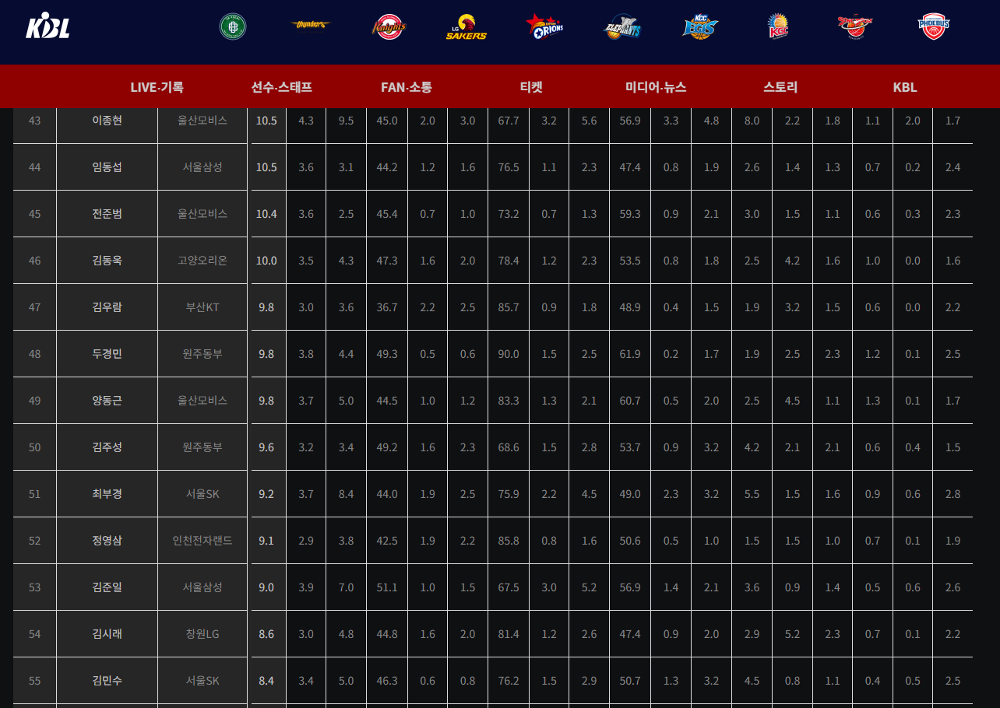 KBL thunders Knights LG SAKERS ORIONS ELEPHANTS KCC EGIS KGC PHOEBUS
LIVE·기록 선수·스태프 FAN·소통 티켓 미디어·뉴스 스토리 KBL
43 이종현 울산모비스 10.5 4.3 9.5 45.0 2.0 3.0 67.7 3.2 5.6 56.9 3.3 4.8 8.0 2.2 1.8 1.1 2.0 1.7
44 임동섭 서울삼성 10.5 3.6 3.1 44.2 1.2 1.6 76.5 1.1 2.3 47.4 0.8 1.9 2.6 1.4 1.3 0.7 0.2 2.4
45 전준범 울산모비스 10.4 3.6 2.5 45.4 0.7 1.0 73.2 0.7 1.3 59.3 0.9 2.1 3.0 1.5 1.1 0.6 0.3 2.3
46 김동욱 고양오리온 10.0 3.5 4.3 47.3 1.6 2.0 78.4 1.2 2.3 53.5 0.8 1.8 2.5 4.2 1.6 1.0 0.0 1.6
47 김우람 부산KT 9.8 3.0 3.6 36.7 2.2 2.5 85.7 0.9 1.8 48.9 0.4 1.5 1.9 3.2 1.5 0.6 0.0 2.2
48 두경민 원주동부 9.8 3.8 4.4 49.3 0.5 0.6 90.0 1.5 2.5 61.9 0.2 1.7 1.9 2.5 2.3 1.2 0.1 2.5
49 양동근 울산모비스 9.8 3.7 5.0 44.5 1.0 1.2 83.3 1.3 2.1 60.7 0.5 2.0 2.5 4.5 1.1 1.3 0.1 1.7
50 김주성 원주동부 9.6 3.2 3.4 49.2 1.6 2.3 68.6 1.5 2.8 53.7 0.9 3.2 4.2 2.1 2.1 0.6 0.4 1.5
51 최부경 서울SK 9.2 3.7 8.4 44.0 1.9 2.5 75.9 2.2 4.5 49.0 2.3 3.2 5.5 1.5 1.6 0.9 0.6 2.8
52 정영삼 인천전자랜드 9.1 2.9 3.8 42.5 1.9 2.2 85.8 0.8 1.6 50.6 0.5 1.0 1.5 1.5 1.0 0.7 0.1 1.9
53 김준일 서울삼성 9.0 3.9 7.0 51.1 1.0 1.5 67.5 3.0 5.2 56.9 1.4 2.1 3.6 0.9 1.4 0.5 0.6 2.6
54 김시래 창원LG 8.6 3.0 4.8 44.8 1.6 2.0 81.4 1.2 2.6 47.4 0.9 2.0 2.9 5.2 2.3 0.7 0.1 2.2
55 김민수 서울SK 8.4 3.4 5.0 46.3 0.6 0.8 76.2 1.5 2.9 50.7 1.3 3.2 4.5 0.8 1.1 0.4 0.5 2.5